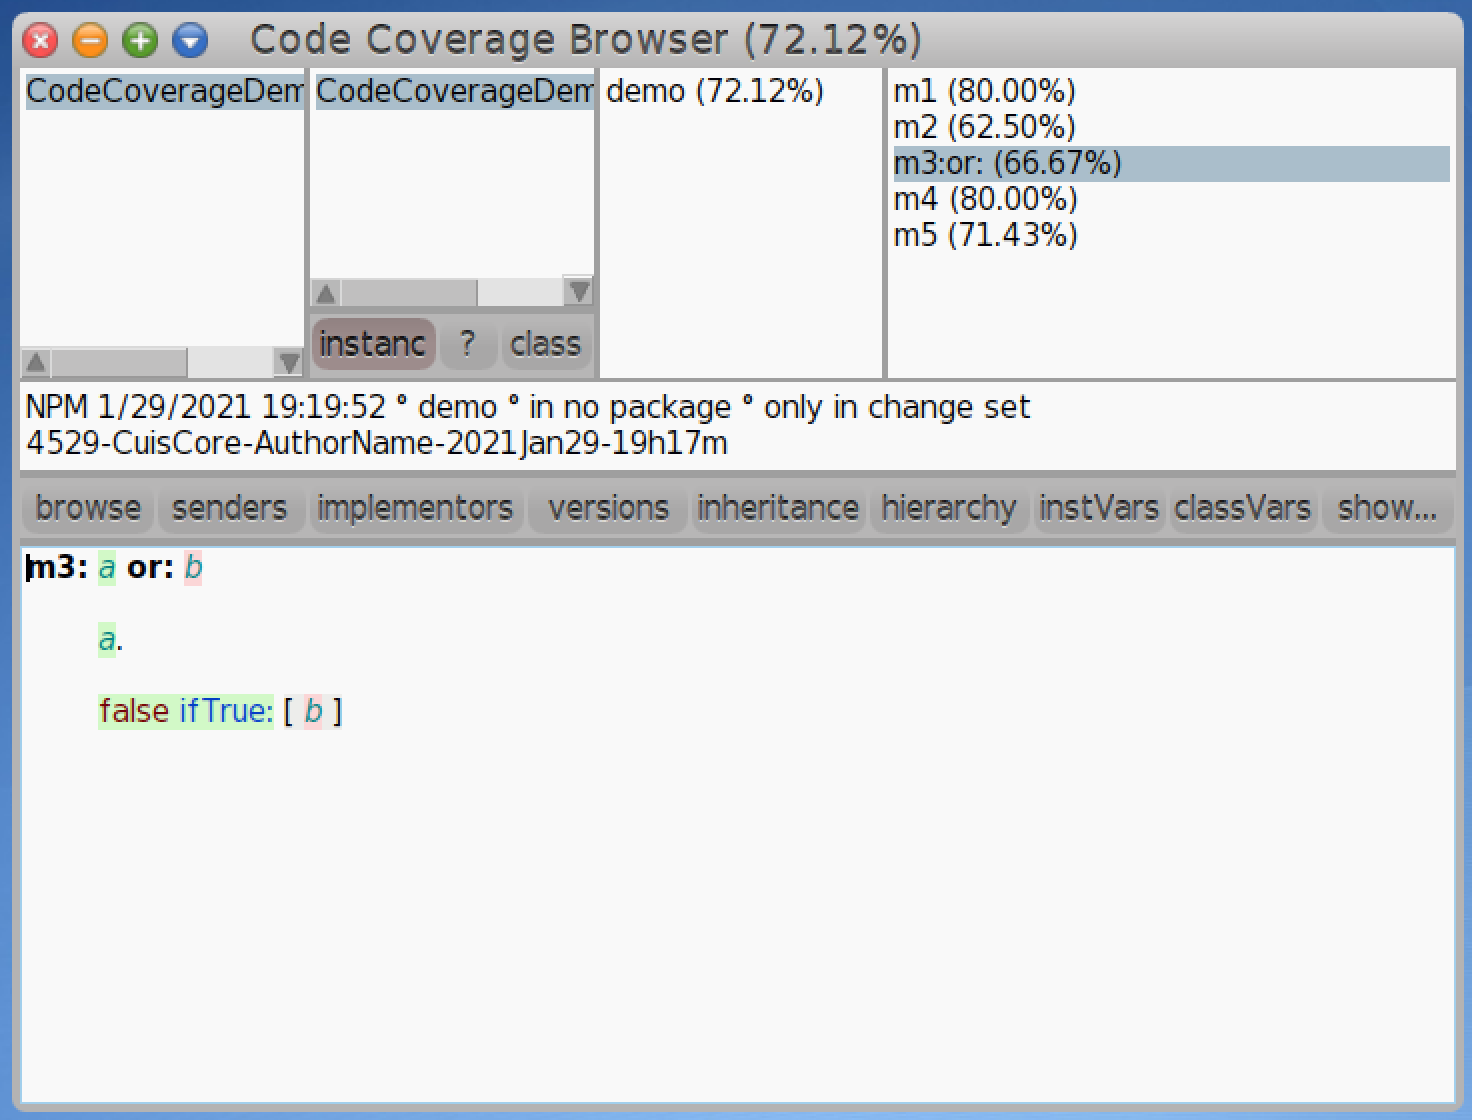 Code Coverage Browser (72.12%)
CodeCoverageDem
CodeCoverageDem
instanc ? class
demo (72.12%)
m1 (80.00%)
m2 (62.50%)
m3:or: (66.67%)
m4 (80.00%)
m5 (71.43%)
NPM 1/29/2021 19:19:52 ° demo ° in no package ° only in change set
4529-CuisCore-AuthorName-2021Jan29-19h17m
browse senders implementors versions inheritance hierarchy instVars classVars show...
m3: a or: b
a.
false ifTrue: [ b ]